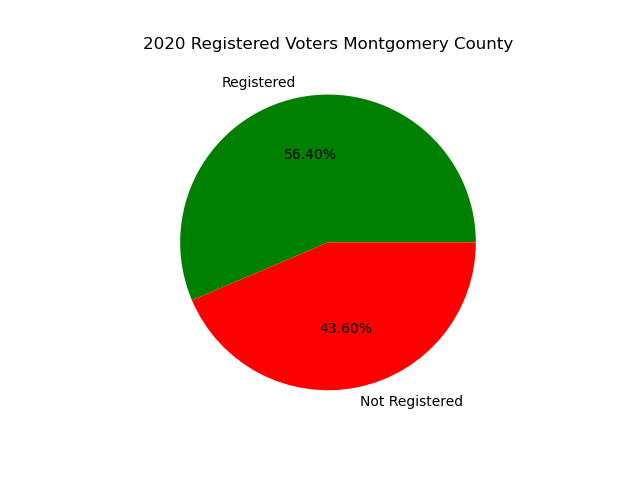 2020 Registered Voters Montgomery County
Registered
56.40%
43.60%
Not Registered